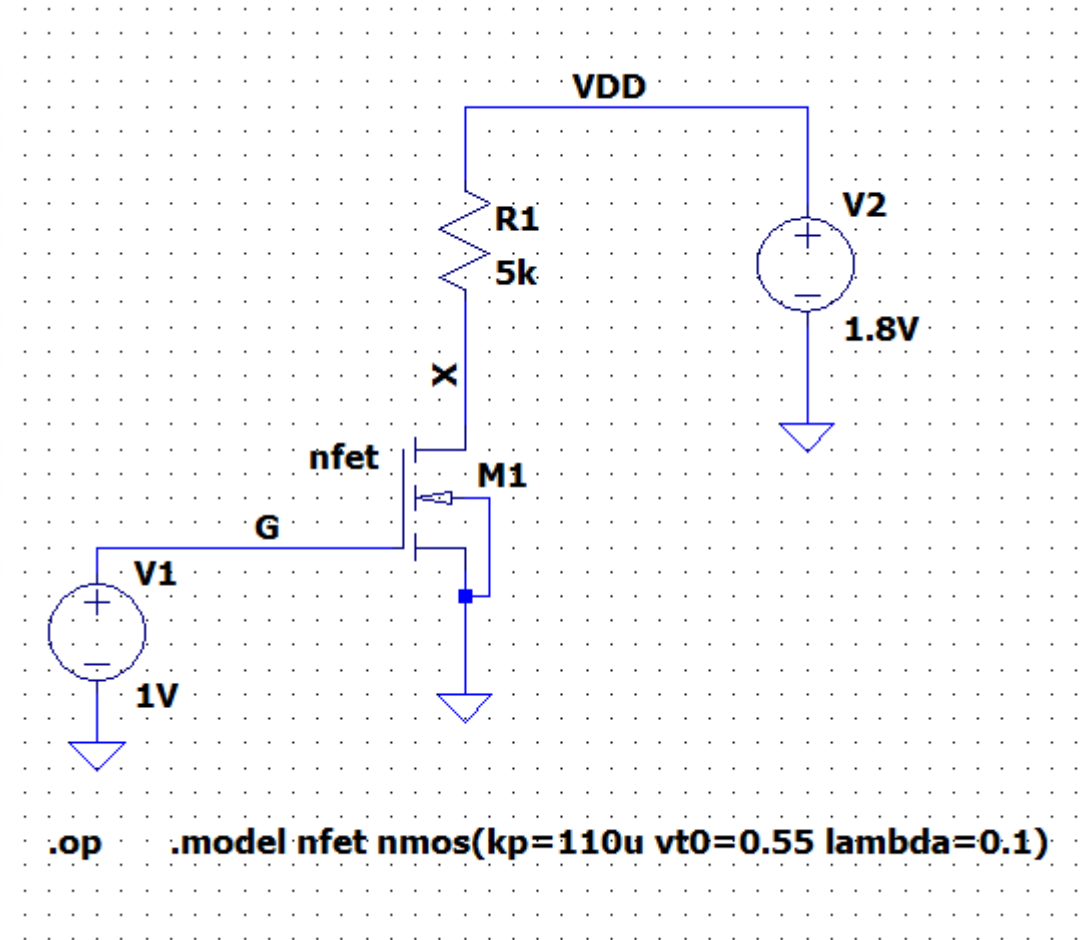 VDD
V2
R1
5k
1.8V
X
nfet
M1
G
V1
1V
.op .model nfet nmos(kp=110u vt0=0.55 lambda=0.1)